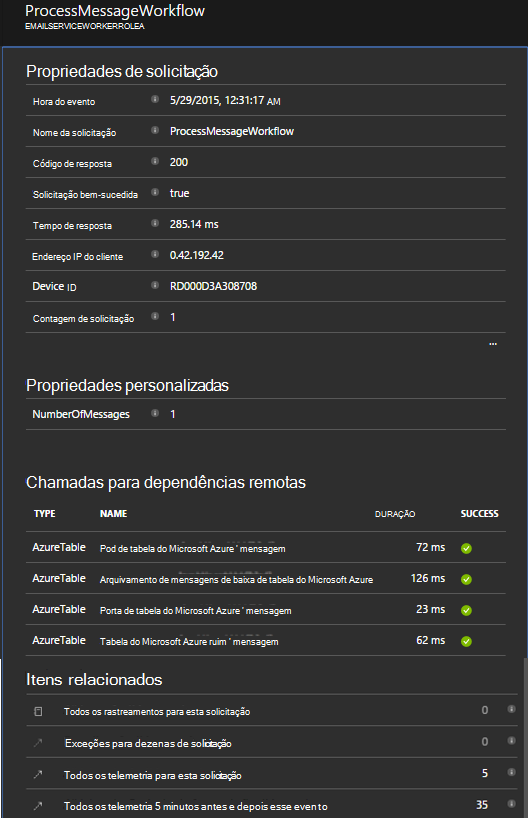 ProcessMessageWorkflow
EMAILSERVICEWORKERROLEA
Propriedades de solicitação
Hora do evento 5/29/2015, 12:31:17 AM
Nome da solicitação ProcessMessageWorkflow
Código de resposta 200
Solicitação bem-sucedida true
Tempo de resposta 285.14 ms
Endereço IP do cliente 0.42.192.42
Device ID RD000D3A308708
Contagem de solicitação 1
...
Propriedades personalizadas
NumberOfMessages 1
Chamadas para dependências remotas
TYPE NAME DURAÇÃO SUCCESS
AzureTable Pod de tabela do Microsoft Azure ' mensagem 72 ms
AzureTable Arquivamento de mensagens de baixa de tabela do Microsoft Azure 126 ms
AzureTable Porta de tabela do Microsoft Azure ' mensagem 23 ms
AzureTable Tabela do Microsoft Azure ruim ' mensagem 62 ms
Itens relacionados
Todos os rastreamentos para esta solicitação 0
Exceções para dezenas de solicitação 0
Todos os telemetria para esta solicitação 5
Todos os telemetria 5 minutos antes e depois esse evento 35